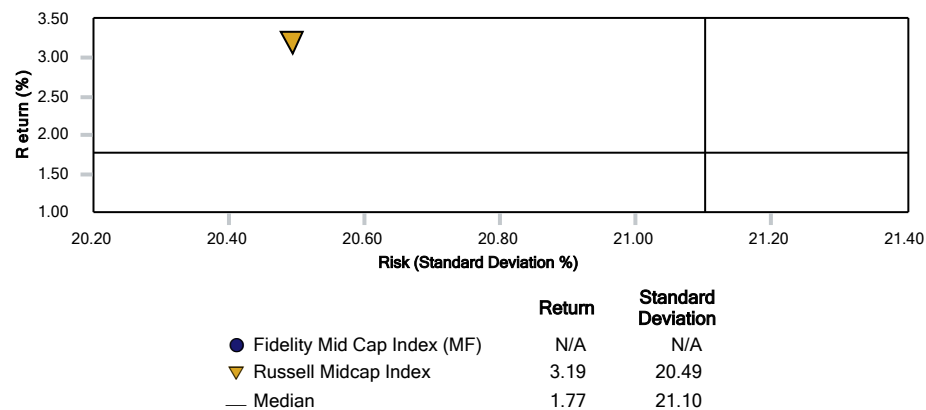 3.50
3.00
2.50
2.00
1.50
1.00
Return (%)
20.20 20.40 20.60 20.80 21.00 21.20 21.40
Risk (Standard Deviation %)
Return Standard Deviation
Fidelity Mid Cap Index (MF) N/A N/A
Russell Midcap Index 3.19 20.49
Median 1.77 21.10